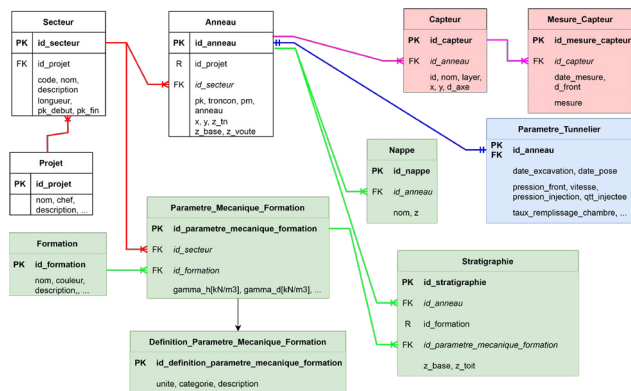 Secteur
PK id_secteur
FK id_projet
code, nom,
description
longueur,
pk_debut, pk_fin
Anneau
PK id_anneau
R id_projet
FK id_secteur
pk, troncon, pm,
anneau
x, y, z_tn
z_base, z_voute
Capteur
PK id_capteur
FK id_anneau
id, nom, layer,
x, y, d_axe
Mesure_Capteur
PK id_mesure_capteur
FK id_capteur
date_mesure,
d_front
mesure
Projet
PK id_projet
nom, chef,
description, ...
Nappe
PK id_nappe
FK id_anneau
nom, z
Parametre_Tunnelier
PK
FK id_anneau
date_excavation, date_pose
pression_front, vitesse,
pression_injection, qtt_injectee
taux_remplissage_chambre, ...
Parametre_Mecanique_Formation
PK id_parametre_mecanique_formation
FK id_secteur
FK id_formation
gamma_h[kN/m3], gamma_d[kN/m3], ...
Formation
PK id_formation
nom, couleur,
description,, ...
Stratigraphie
PK id_stratigraphie
FK id_anneau
R id_formation
FK id_parametre_mecanique_formation
z_base, z_toit
Definition_Parametre_Mecanique_Formation
PK id_definition_parametre_mecanique_formation
unite, categorie, description